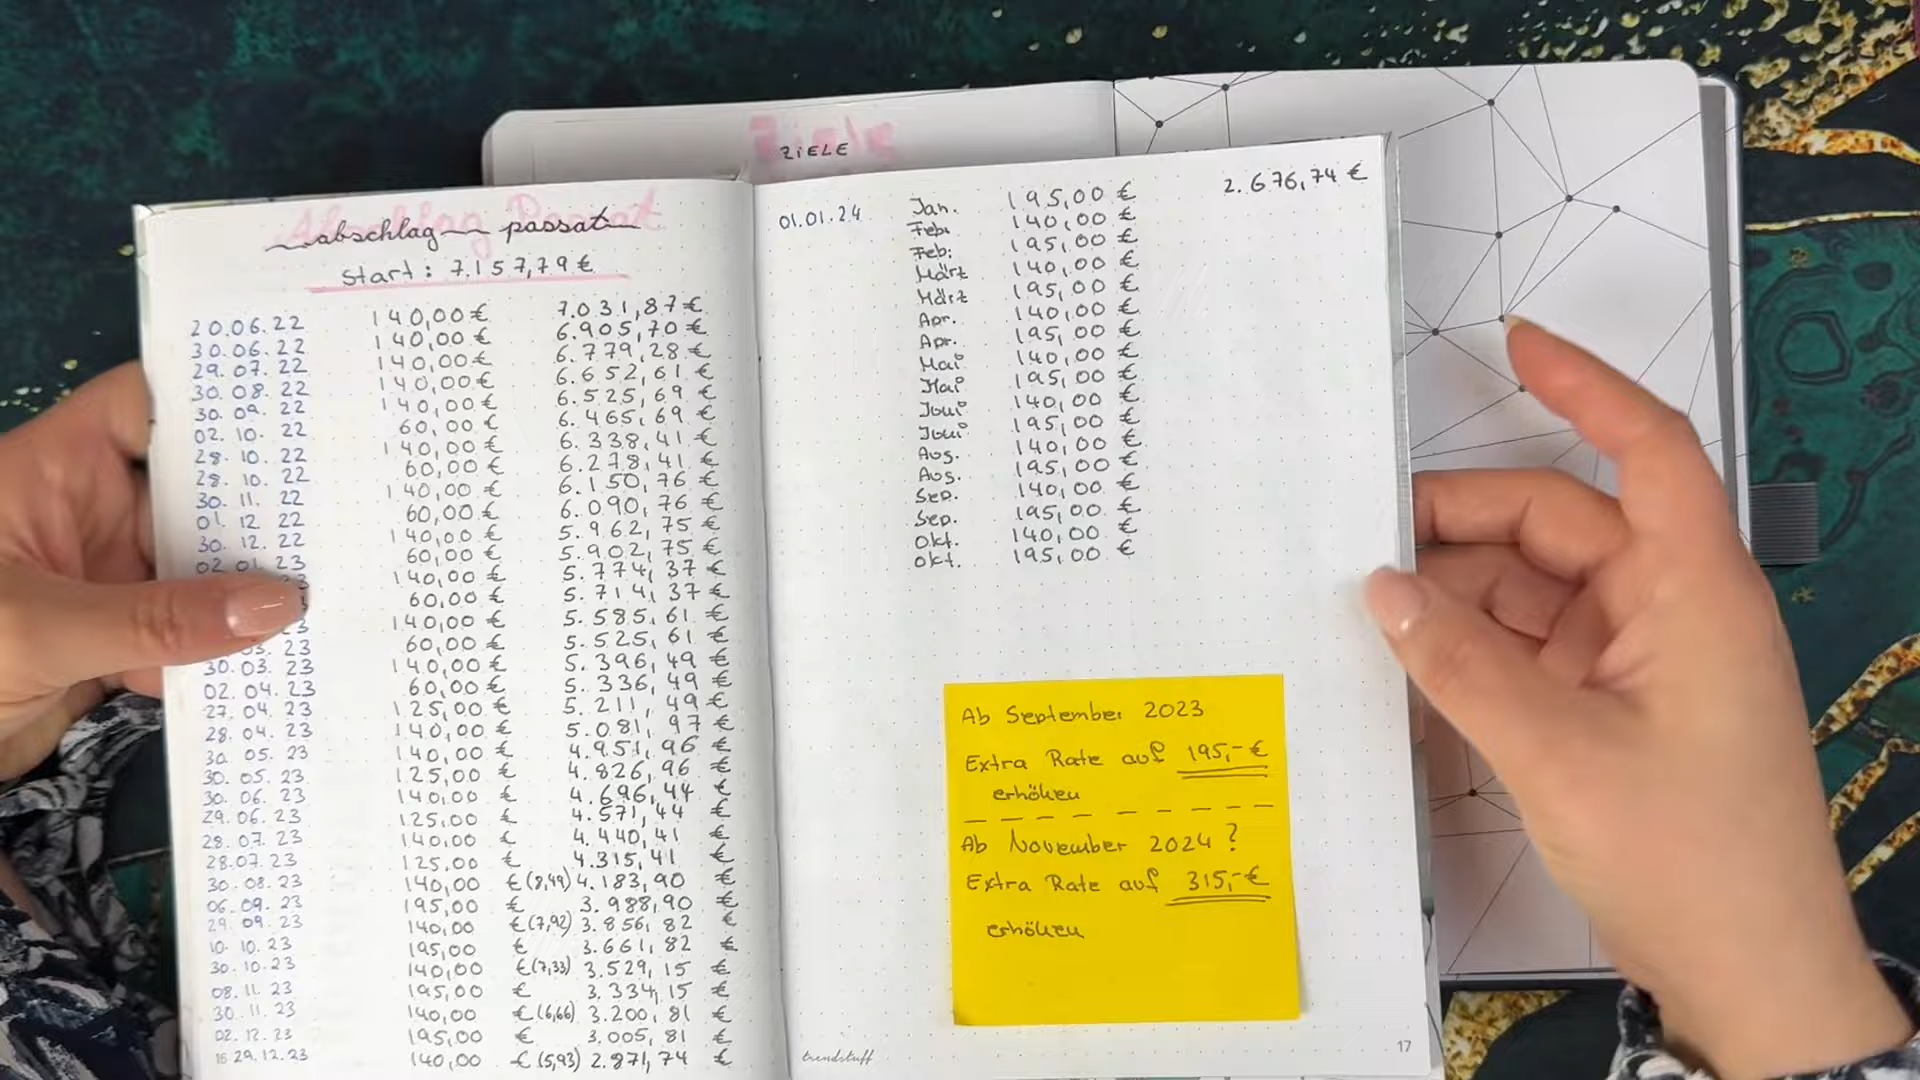 Ziele
ZiELE
Abschlag Passat
abschlag passat
Start: 7.157,79 €
20.06.22 140,00 € 7.031,87 €
30.06.22 140,00 € 6.905,70 €
29.07.22 140,00 € 6.779,28 €
30.08.22 140,00 € 6.652,61 €
30.09.22 140,00 € 6.525,69 €
02.10.22 60,00 € 6.465,69 €
28.10.22 140,00 € 6.338,41 €
28.10.22 60,00 € 6.278,41 €
30.11.22 140,00 € 6.150,76 €
01.12 22 60,00 € 6.090,76 €
30.12.22 140,00 € 5.962,75 €
02 01.23 60,00 € 5.902,75 €
23 140,00 € 5.774,37 €
60,00 € 5.714,37 €
23 140,00 € 5.585,61 €
03.23 60,00 € 5.525,61 €
30.03.23 140,00 € 5.396,49 €
02.04.23 60,00 € 5.336,49 €
27.04.23 125,00 € 5.211,49 €
28.04.23 140,00 € 5.081,97 €
30 05.23 140,00 € 4.951,96 €
30.05.23 125,00 € 4.826,96 €
30.06.23 140,00 € 4.696,44 €
29.06.23 125,00 € 4.571,44 €
28.07.23 140,00 € 4.440,41 €
28.07.23 125,00 € 4.315,41 €
30.08.23 140,00 € (8,49) 4.183,90 €
06.09.23 195,00 € 3.988,90 €
29.09.23 140,00 € (7,92) 3.856,82 €
10.10.23 195,00 € 3.661,82 €
30.10.23 140,00 € (7,33) 3.529,15 €
08.11.23 195,00 € 3.334,15 €
30.11.23 140,00 € (6,66) 3.200,81 €
02.12.23 195,00 € 3.005,81 €
29.12.23 140,00 € (5,93) 2.871,74 €
16
01.01.24 Jan. 195,00 € 2.676,74 €
Feb. 140,00 €
Feb. 195,00 €
März 140,00 €
März 195,00 €
Apr. 140,00 €
Apr. 195,00 €
Mai 140,00 €
Mai 195,00 €
Juni 140,00 €
Juni 195,00 €
Aug. 140,00 €
Aug. 195,00 €
Sep. 140,00 €
Sep. 195,00 €
Okt. 140,00 €
Okt. 195,00 €
Ab September 2023
Extra Rate auf 195,-€
erhöhen
Ab November 2024?
Extra Rate auf 315,-€
erhöhen
trendstuff
17